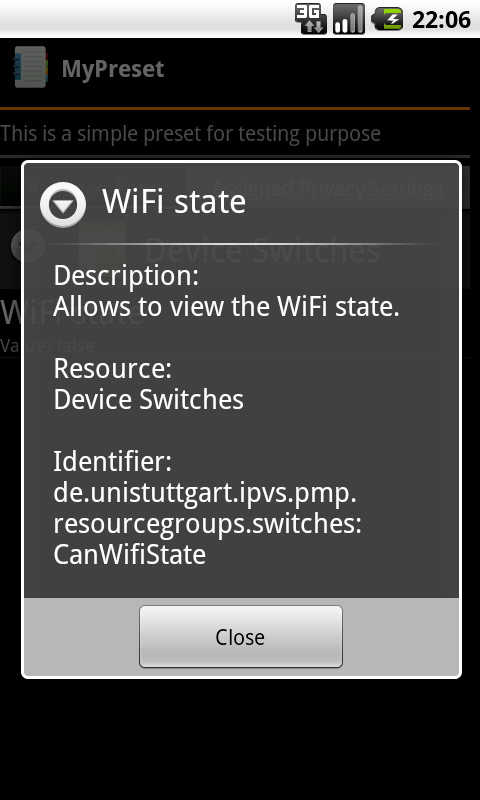 3G 22:06
MyPreset
This is a simple preset for testing purpose
Assigned Privacy Settings
WiFi state
Device Switches
Description:
Allows to view the WiFi state.
WiFi state
Value: false
Resource:
Device Switches
Identifier:
de.unistuttgart.ipvs.pmp.
resourcegroups.switches:
CanWifiState
Close